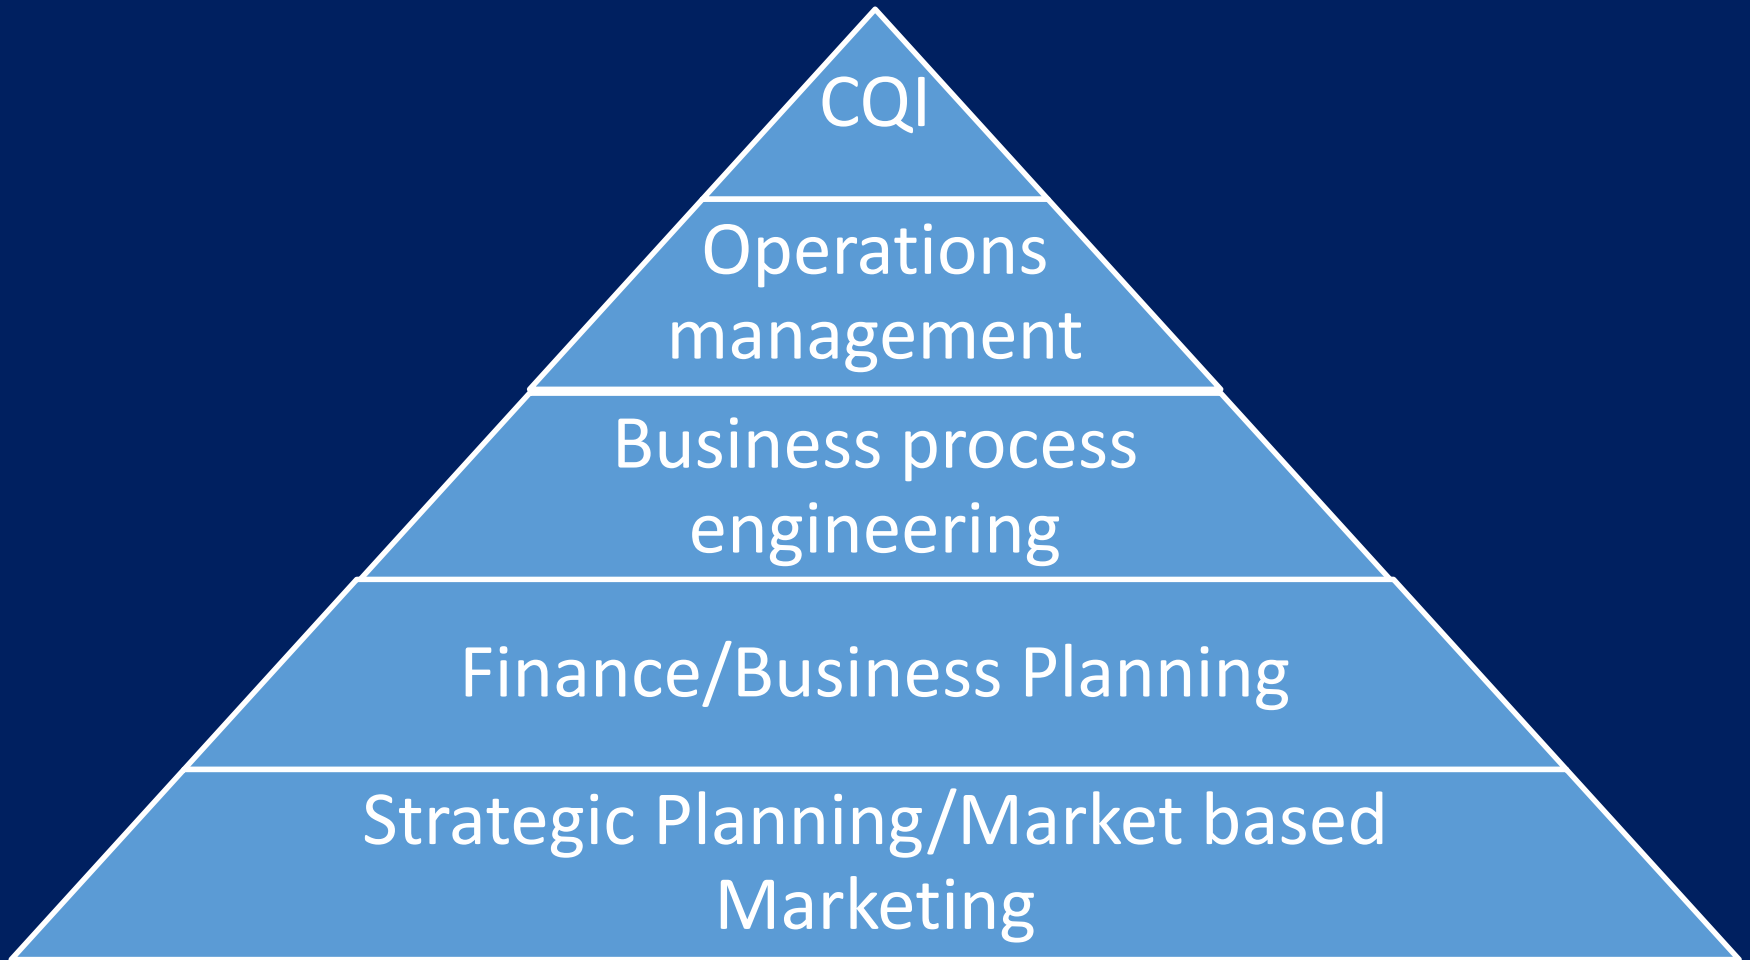 CQI
Operations
management
Business process
engineering
Finance/Business Planning
Strategic Planning/Market based
Marketing